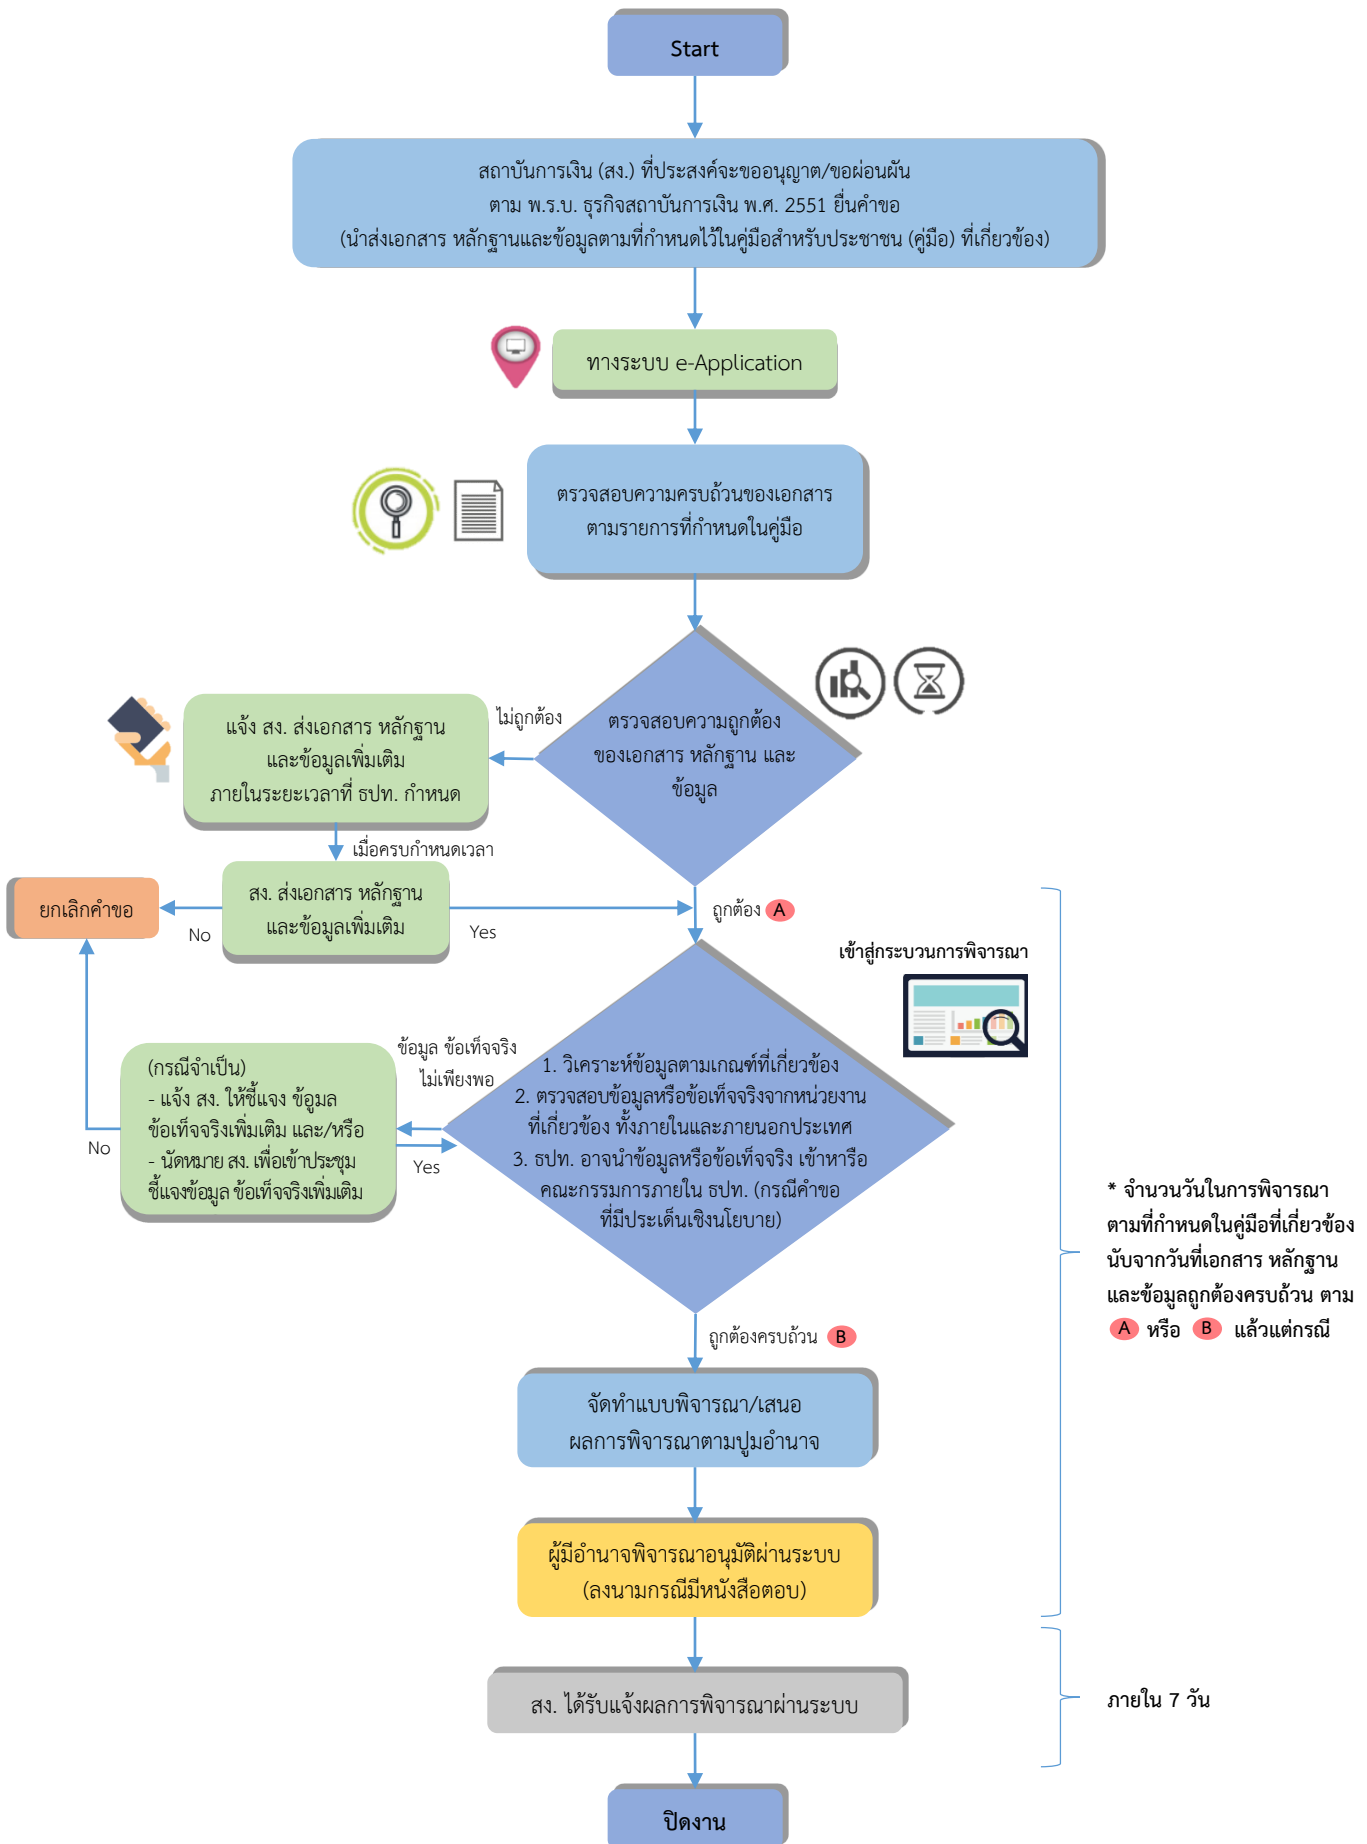 Start
สถาบันการเงิน (สง.) ที่ประสงค์จะขออนุญาต/ขอผ่อนผัน
ตาม พ.ร.บ. ธุรกิจสถาบันการเงิน พ.ศ. 2551 ยื่นคำขอ
(นำส่งเอกสาร หลักฐานและข้อมูลตามที่กำหนดไว้ในคู่มือสำหรับประชาชน (คู่มือ) ที่เกี่ยวข้อง)
ทางระบบ e-Application
ตรวจสอบความครบถ้วนของเอกสาร
ตามรายการที่กำหนดในคู่มือ
ตรวจสอบความถูกต้อง
ของเอกสาร หลักฐาน และ
ข้อมูล
ไม่ถูกต้อง
แจ้ง สง. ส่งเอกสาร หลักฐาน
และข้อมูลเพิ่มเติม
ภายในระยะเวลาที่ ธปท. กำหนด
เมื่อครบกำหนดเวลา
สง. ส่งเอกสาร หลักฐาน
และข้อมูลเพิ่มเติม
No
ยกเลิกคำขอ
Yes
ถูกต้อง A
เข้าสู่กระบวนการพิจารณา
1. วิเคราะห์ข้อมูลตามเกณฑ์ที่เกี่ยวข้อง
2. ตรวจสอบข้อมูลหรือข้อเท็จจริงจากหน่วยงาน
ที่เกี่ยวข้อง ทั้งภายในและภายนอกประเทศ
3. ธปท. อาจนำข้อมูลหรือข้อเท็จจริง เข้าหารือ
คณะกรรมการภายใน ธปท. (กรณีคำขอ
ที่มีประเด็นเชิงนโยบาย)
ข้อมูล ข้อเท็จจริง
ไม่เพียงพอ
(กรณีจำเป็น)
- แจ้ง สง. ให้ชี้แจง ข้อูมล
ข้อเท็จจริงเพิ่มเติม และ/หรือ
- นัดหมาย สง. เพื่อเข้าประชุม
ชี้แจงข้อมูล ข้อเท็จจริงเพิ่มเติม
No
Yes
ถูกต้องครบถ้วน B
* จำนวนวันในการพิจารณา
ตามที่กำหนดในคู่มือที่เกี่ยวข้อง
นับจากวันที่เอกสาร หลักฐาน
และข้อมูลถูกต้องครบถ้วน ตาม
A หรือ B แล้วแต่กรณี
จัดทำแบบพิจารณา/เสนอ
ผลการพิจารณาตามปูมอำนาจ
ผู้มีอำนาจพิจารณาอนุมัติผ่านระบบ
(ลงนามกรณีมีหนังสือตอบ)
สง. ได้รับแจ้งผลการพิจารณาผ่านระบบ
ภายใน 7 วัน
ปิดงาน